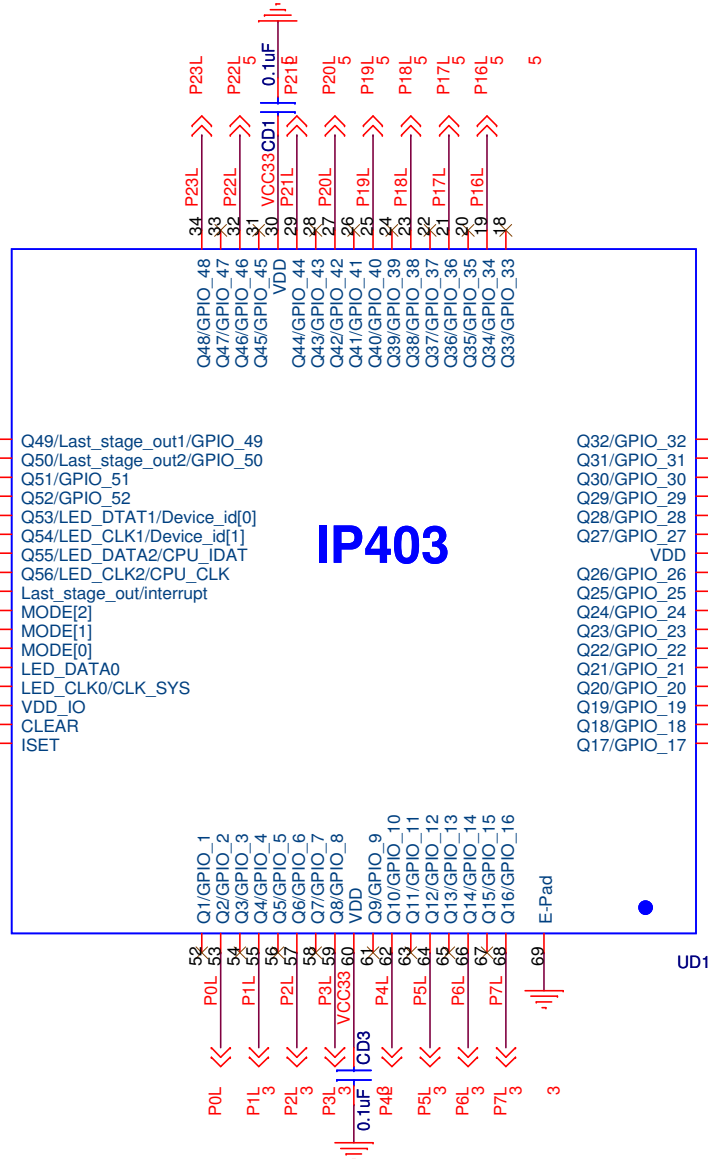 0.1uF
P23L P22L P21L P20L P19L P18L P17L P16L
5 5 5 5 5 5 5 5
CD1
VCC33
P23L P22L P21L P20L P19L P18L P17L P16L
34 33 32 31 30 29 28 27 26 25 24 23 22 21 20 19 18
Q48/GPIO_48
Q47/GPIO_47
Q46/GPIO_46
Q45/GPIO_45
VDD
Q44/GPIO_44
Q43/GPIO_43
Q42/GPIO_42
Q41/GPIO_41
Q40/GPIO_40
Q39/GPIO_39
Q38/GPIO_38
Q37/GPIO_37
Q36/GPIO_36
Q35/GPIO_35
Q34/GPIO_34
Q33/GPIO_33
Q49/Last_stage_out1/GPIO_49
Q50/Last_stage_out2/GPIO_50
Q51/GPIO_51
Q52/GPIO_52
Q53/LED_DTAT1/Device_id[0]
Q54/LED_CLK1/Device_id[1]
Q55/LED_DATA2/CPU_IDAT
Q56/LED_CLK2/CPU_CLK
Last_stage_out/interrupt
MODE[2]
MODE[1]
MODE[0]
LED_DATA0
LED_CLK0/CLK_SYS
VDD_IO
CLEAR
ISET
IP403
Q32/GPIO_32
Q31/GPIO_31
Q30/GPIO_30
Q29/GPIO_29
Q28/GPIO_28
Q27/GPIO_27
VDD
Q26/GPIO_26
Q25/GPIO_25
Q24/GPIO_24
Q23/GPIO_23
Q22/GPIO_22
Q21/GPIO_21
Q20/GPIO_20
Q19/GPIO_19
Q18/GPIO_18
Q17/GPIO_17
Q1/GPIO_1
Q2/GPIO_2
Q3/GPIO_3
Q4/GPIO_4
Q5/GPIO_5
Q6/GPIO_6
Q7/GPIO_7
Q8/GPIO_8
VDD
Q9/GPIO_9
Q10/GPIO_10
Q11/GPIO_11
Q12/GPIO_12
Q13/GPIO_13
Q14/GPIO_14
Q15/GPIO_15
Q16/GPIO_16
E-Pad
52 53 54 55 56 57 58 59 60 61 62 63 64 65 66 67 68 69
UD1
P0L P1L P2L P3L P4L P5L P6L P7L
VCC33
CD3
P0L P1L P2L P3L P4L P5L P6L P7L
3 3 3 3 3 3 3 3
0.1uF